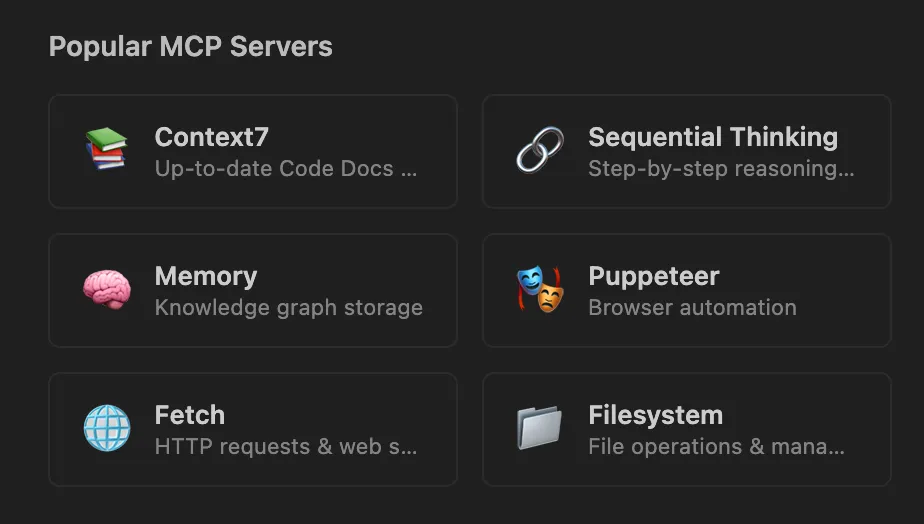 Popular MCP Servers
Context7
Up-to-date Code Docs ...
Sequential Thinking
Step-by-step reasoning...
Memory
Knowledge graph storage
Puppeteer
Browser automation
Fetch
HTTP requests & web s...
Filesystem
File operations & mana...